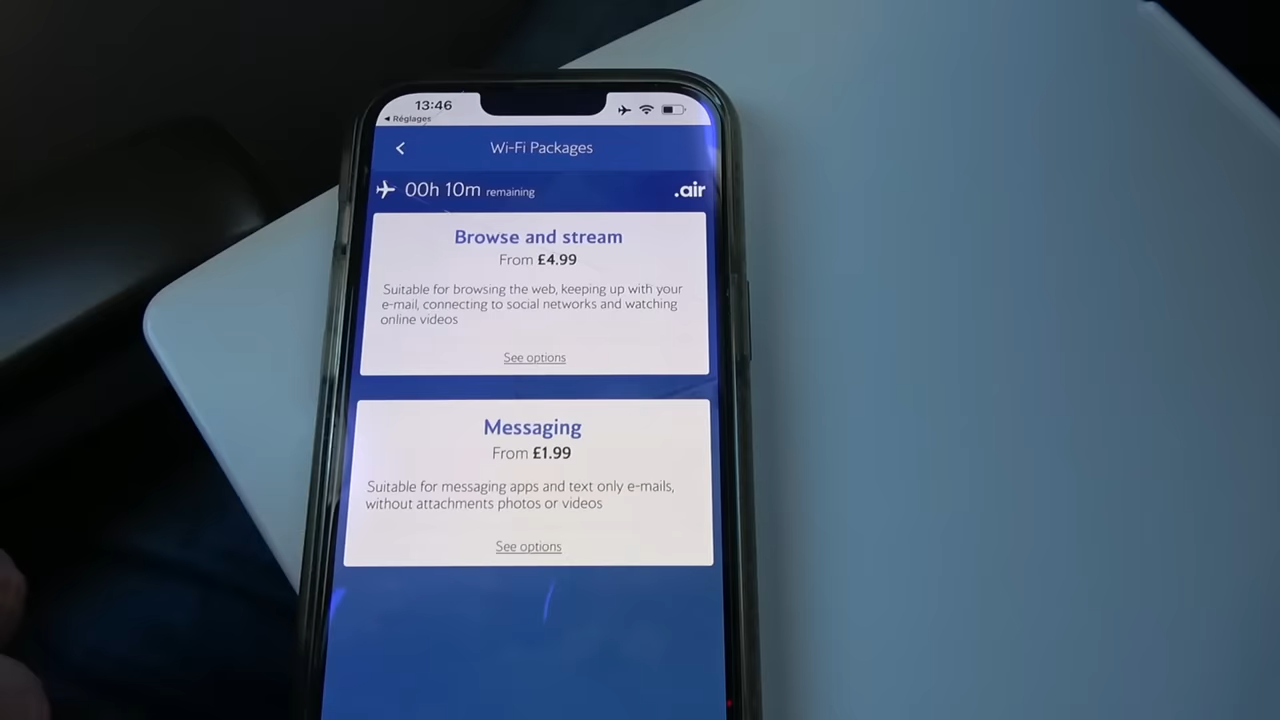 13:46
◄ Réglages
Wi-Fi Packages
00h 10m remaining
.air
Browse and stream
From £4.99
Suitable for browsing the web, keeping up with your
e-mail, connecting to social networks and watching
online videos
See options
Messaging
From £1.99
Suitable for messaging apps and text only e-mails,
without attachments photos or videos
See options